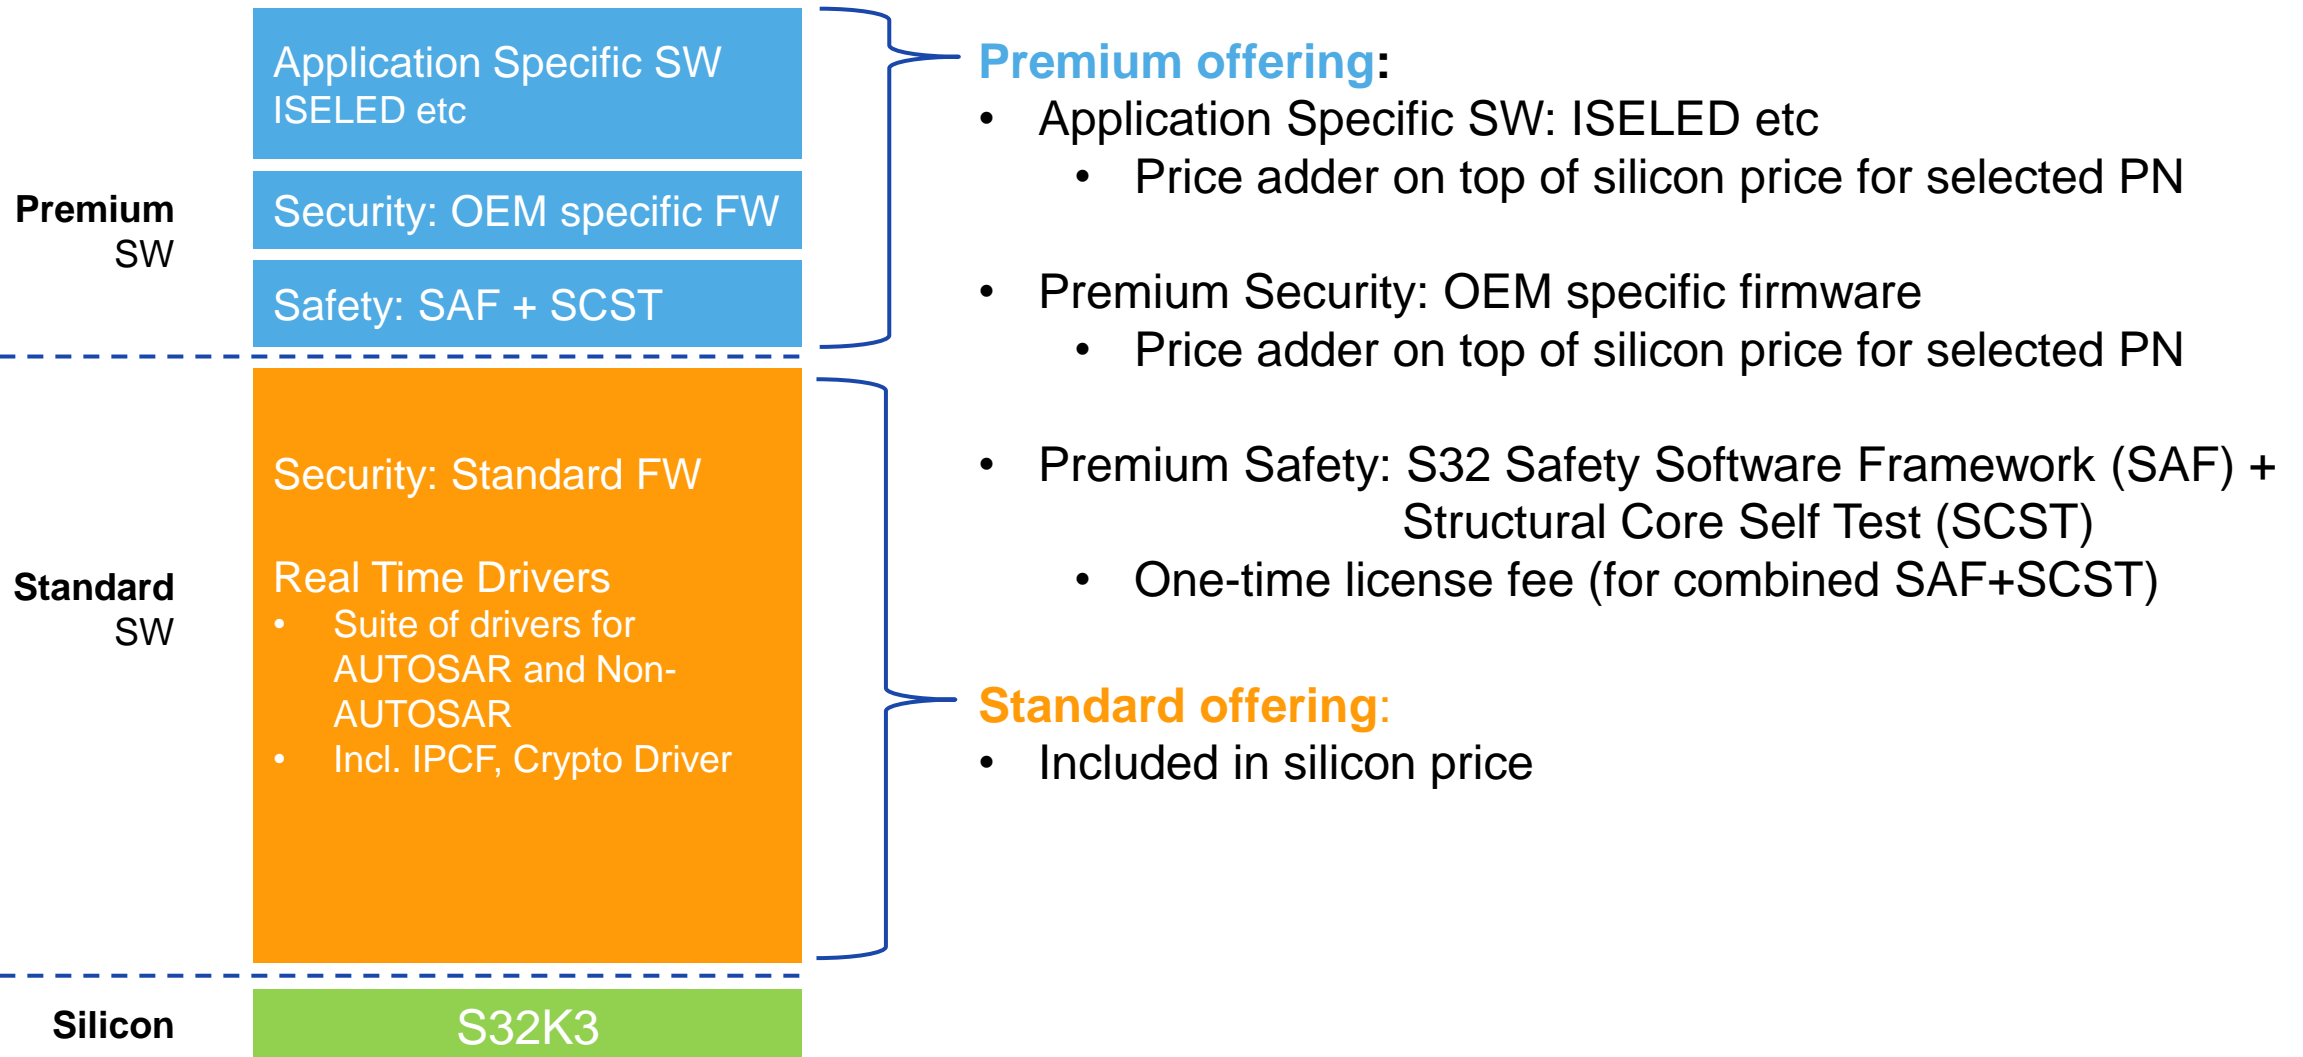 Application Specific SW
ISELED etc
Premium
SW
Security: OEM specific FW
Safety: SAF + SCST
Standard
SW
Security: Standard FW
Real Time Drivers
• Suite of drivers for
AUTOSAR and Non-
AUTOSAR
• Incl. IPCF, Crypto Driver
Silicon
S32K3
Premium offering:
• Application Specific SW: ISELED etc
• Price adder on top of silicon price for selected PN
• Premium Security: OEM specific firmware
• Price adder on top of silicon price for selected PN
• Premium Safety: S32 Safety Software Framework (SAF) +
Structural Core Self Test (SCST)
• One-time license fee (for combined SAF+SCST)
Standard offering:
• Included in silicon price